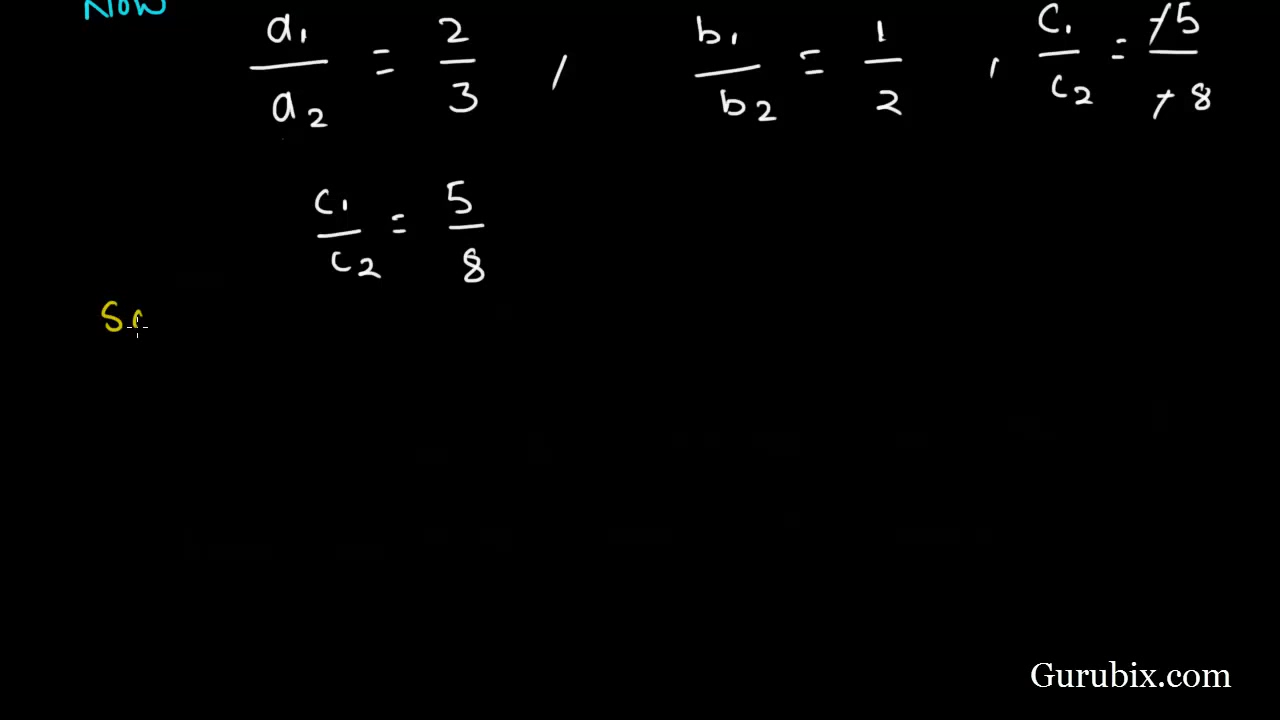 Now
a₁/a₂ = 2/3 , b₁/b₂ = 1/2 , c₁/c₂ = -5/-8
c₁/c₂ = 5/8
S
Gurubix.com